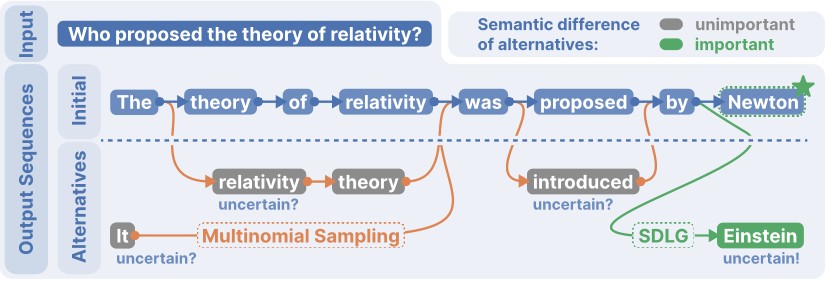 Input
Who proposed the theory of relativity?
Semantic difference
of alternatives:
unimportant
important
Output Sequences
Initial
The theory of relativity was proposed by Newton
Alternatives
relativity theory
uncertain?
introduced
uncertain?
It
uncertain?
Multinomial Sampling
SDLG
Einstein
uncertain!